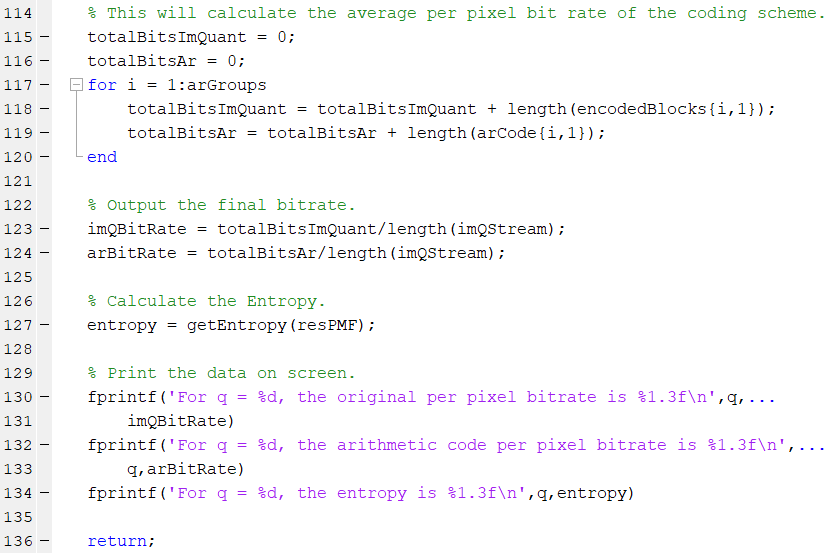 114 % This will calculate the average per pixel bit rate of the coding scheme.
115 – totalBitsImQuant = 0;
116 – totalBitsAr = 0;
117 – for i = 1:arGroups
118 – totalBitsImQuant = totalBitsImQuant + length(encodedBlocks{i,1});
119 – totalBitsAr = totalBitsAr + length(arCode{i,1});
120 – end
121
122 % Output the final bitrate.
123 – imQBitRate = totalBitsImQuant/length(imQStream);
124 – arBitRate = totalBitsAr/length(imQStream);
125
126 % Calculate the Entropy.
127 – entropy = getEntropy(resPMF);
128
129 % Print the data on screen.
130 – fprintf('For q = %d, the original per pixel bitrate is %1.3f\n',q,...
131 imQBitRate)
132 – fprintf('For q = %d, the arithmetic code per pixel bitrate is %1.3f\n',...
133 q,arBitRate)
134 – fprintf('For q = %d, the entropy is %1.3f\n',q,entropy)
135
136 – return;